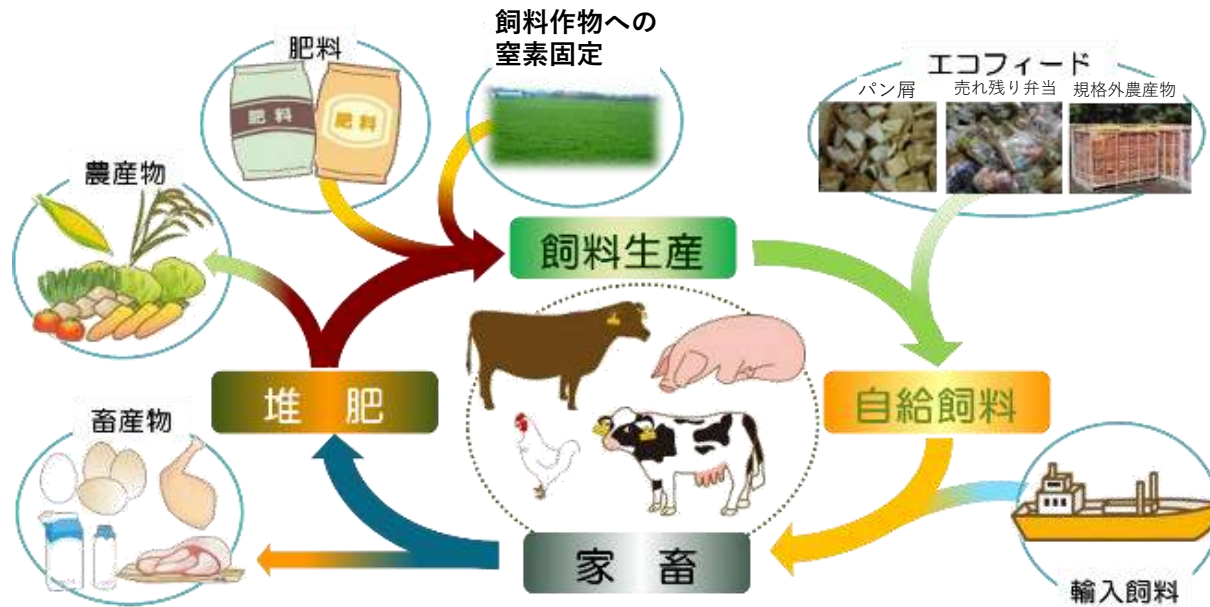 飼料作物への
窒素固定
肥料
エコフィード
パン屑
売れ残り弁当
規格外農産物
肥料
肥料
農産物
飼料生産
堆肥
自給飼料
畜産物
家畜
輸入飼料